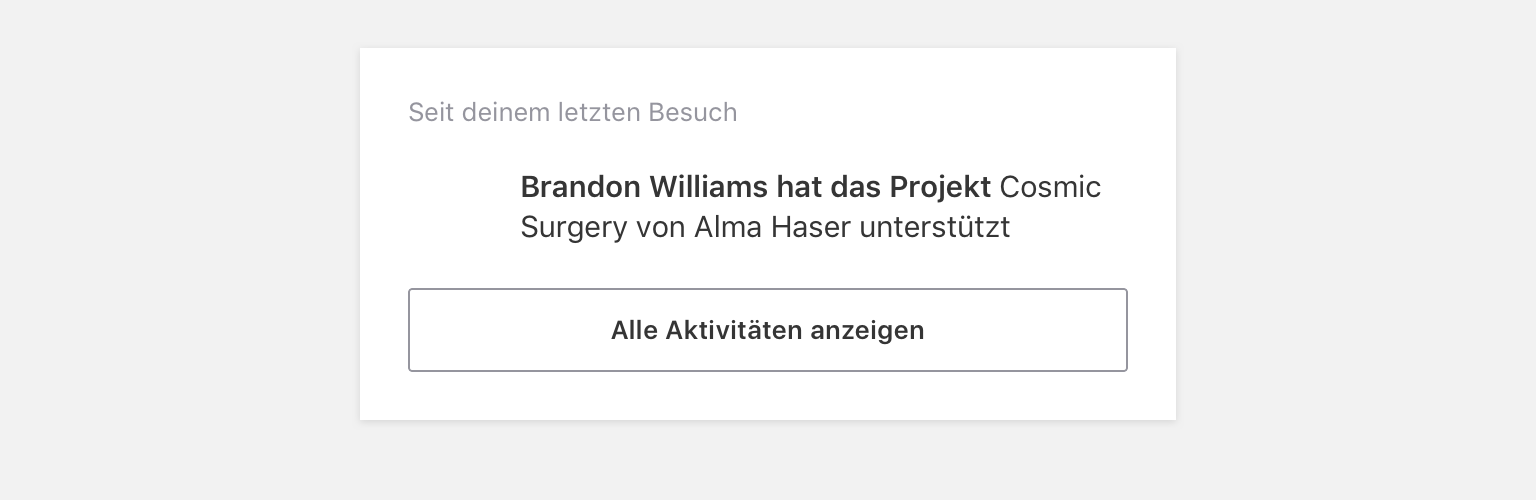 Seit deinem letzten Besuch
Brandon Williams hat das Projekt Cosmic
Surgery von Alma Haser unterstützt
Alle Aktivitäten anzeigen